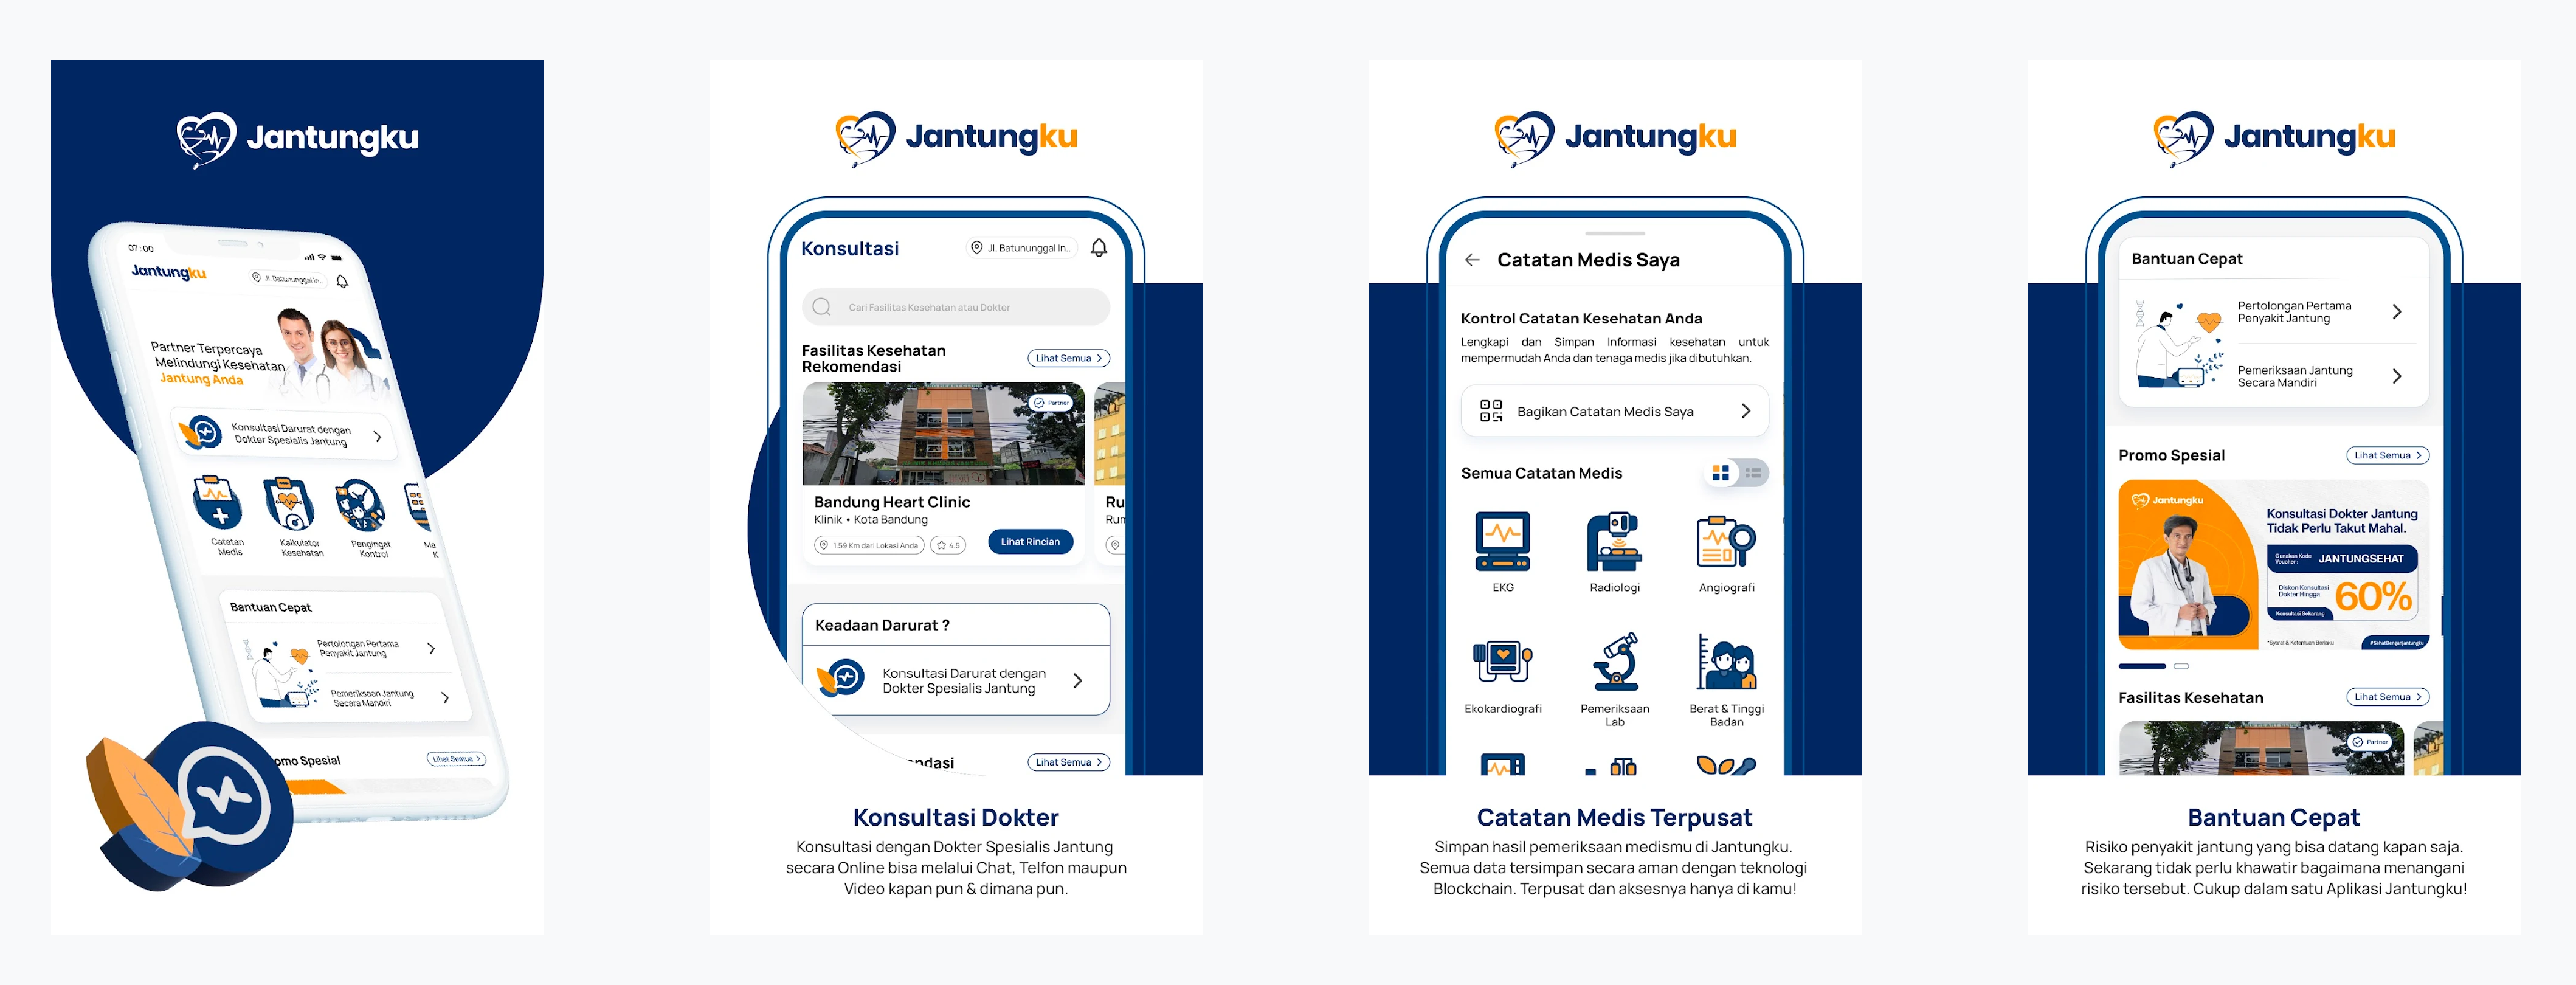 Jantungku
07:00
Jantungku
Jl. Batununggal In..
Partner Terpercaya
Melindungi Kesehatan
Jantung Anda
Konsultasi Darurat dengan
Dokter Spesialis Jantung
Catatan
Medis
Kalkulator
Kesehatan
Pengingat
Kontrol
Ma
K
Bantuan Cepat
Pertolongan Pertama
Penyakit Jantung
Pemeriksaan Jantung
Secara Mandiri
omo Spesial
Lihat Semua
Jantungku
Konsultasi
Jl. Batununggal In..
Cari Fasilitas Kesehatan atau Dokter
Fasilitas Kesehatan
Rekomendasi
Lihat Semua
Partner
Bandung Heart Clinic
Klinik • Kota Bandung
1.59 Km dari Lokasi Anda
4.5
Lihat Rincian
Ru
Rum
Keadaan Darurat ?
Konsultasi Darurat dengan
Dokter Spesialis Jantung
ndasi
Lihat Semua
Konsultasi Dokter
Konsultasi dengan Dokter Spesialis Jantung
secara Online bisa melalui Chat, Telfon maupun
Video kapan pun & dimana pun.
Jantungku
Catatan Medis Saya
Kontrol Catatan Kesehatan Anda
Lengkapi dan Simpan Informasi kesehatan untuk
mempermudah Anda dan tenaga medis jika dibutuhkan.
Bagikan Catatan Medis Saya
Semua Catatan Medis
EKG
Radiologi
Angiografi
Ekokardiografi
Pemeriksaan
Lab
Berat & Tinggi
Badan
Catatan Medis Terpusat
Simpan hasil pemeriksaan medismu di Jantungku.
Semua data tersimpan secara aman dengan teknologi
Blockchain. Terpusat dan aksesnya hanya di kamu!
Jantungku
Bantuan Cepat
Pertolongan Pertama
Penyakit Jantung
Pemeriksaan Jantung
Secara Mandiri
Promo Spesial
Lihat Semua
Jantungku
Konsultasi Dokter Jantung
Tidak Perlu Takut Mahal.
Gunakan Kode
Voucher :
JANTUNGSEHAT
Diskon Konsultasi
Dokter Hingga
60%
Konsultasi Sekarang
*Syarat & Ketentuan Berlaku
#SehatDenganjantungku
Fasilitas Kesehatan
Lihat Semua
Partner
Bantuan Cepat
Risiko penyakit jantung yang bisa datang kapan saja.
Sekarang tidak perlu khawatir bagaimana menangani
risiko tersebut. Cukup dalam satu Aplikasi Jantungku!